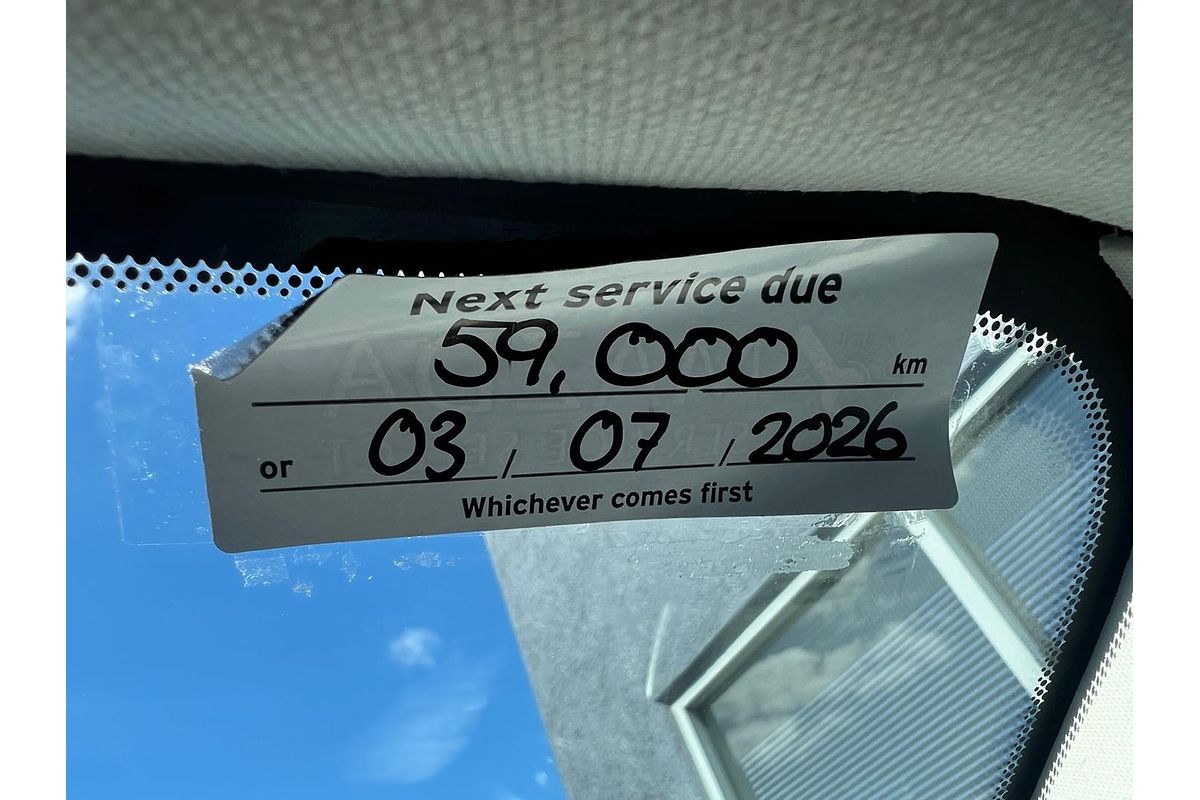 Next service due
59,000 km
or 03 / 07 / 2026
Whichever comes first